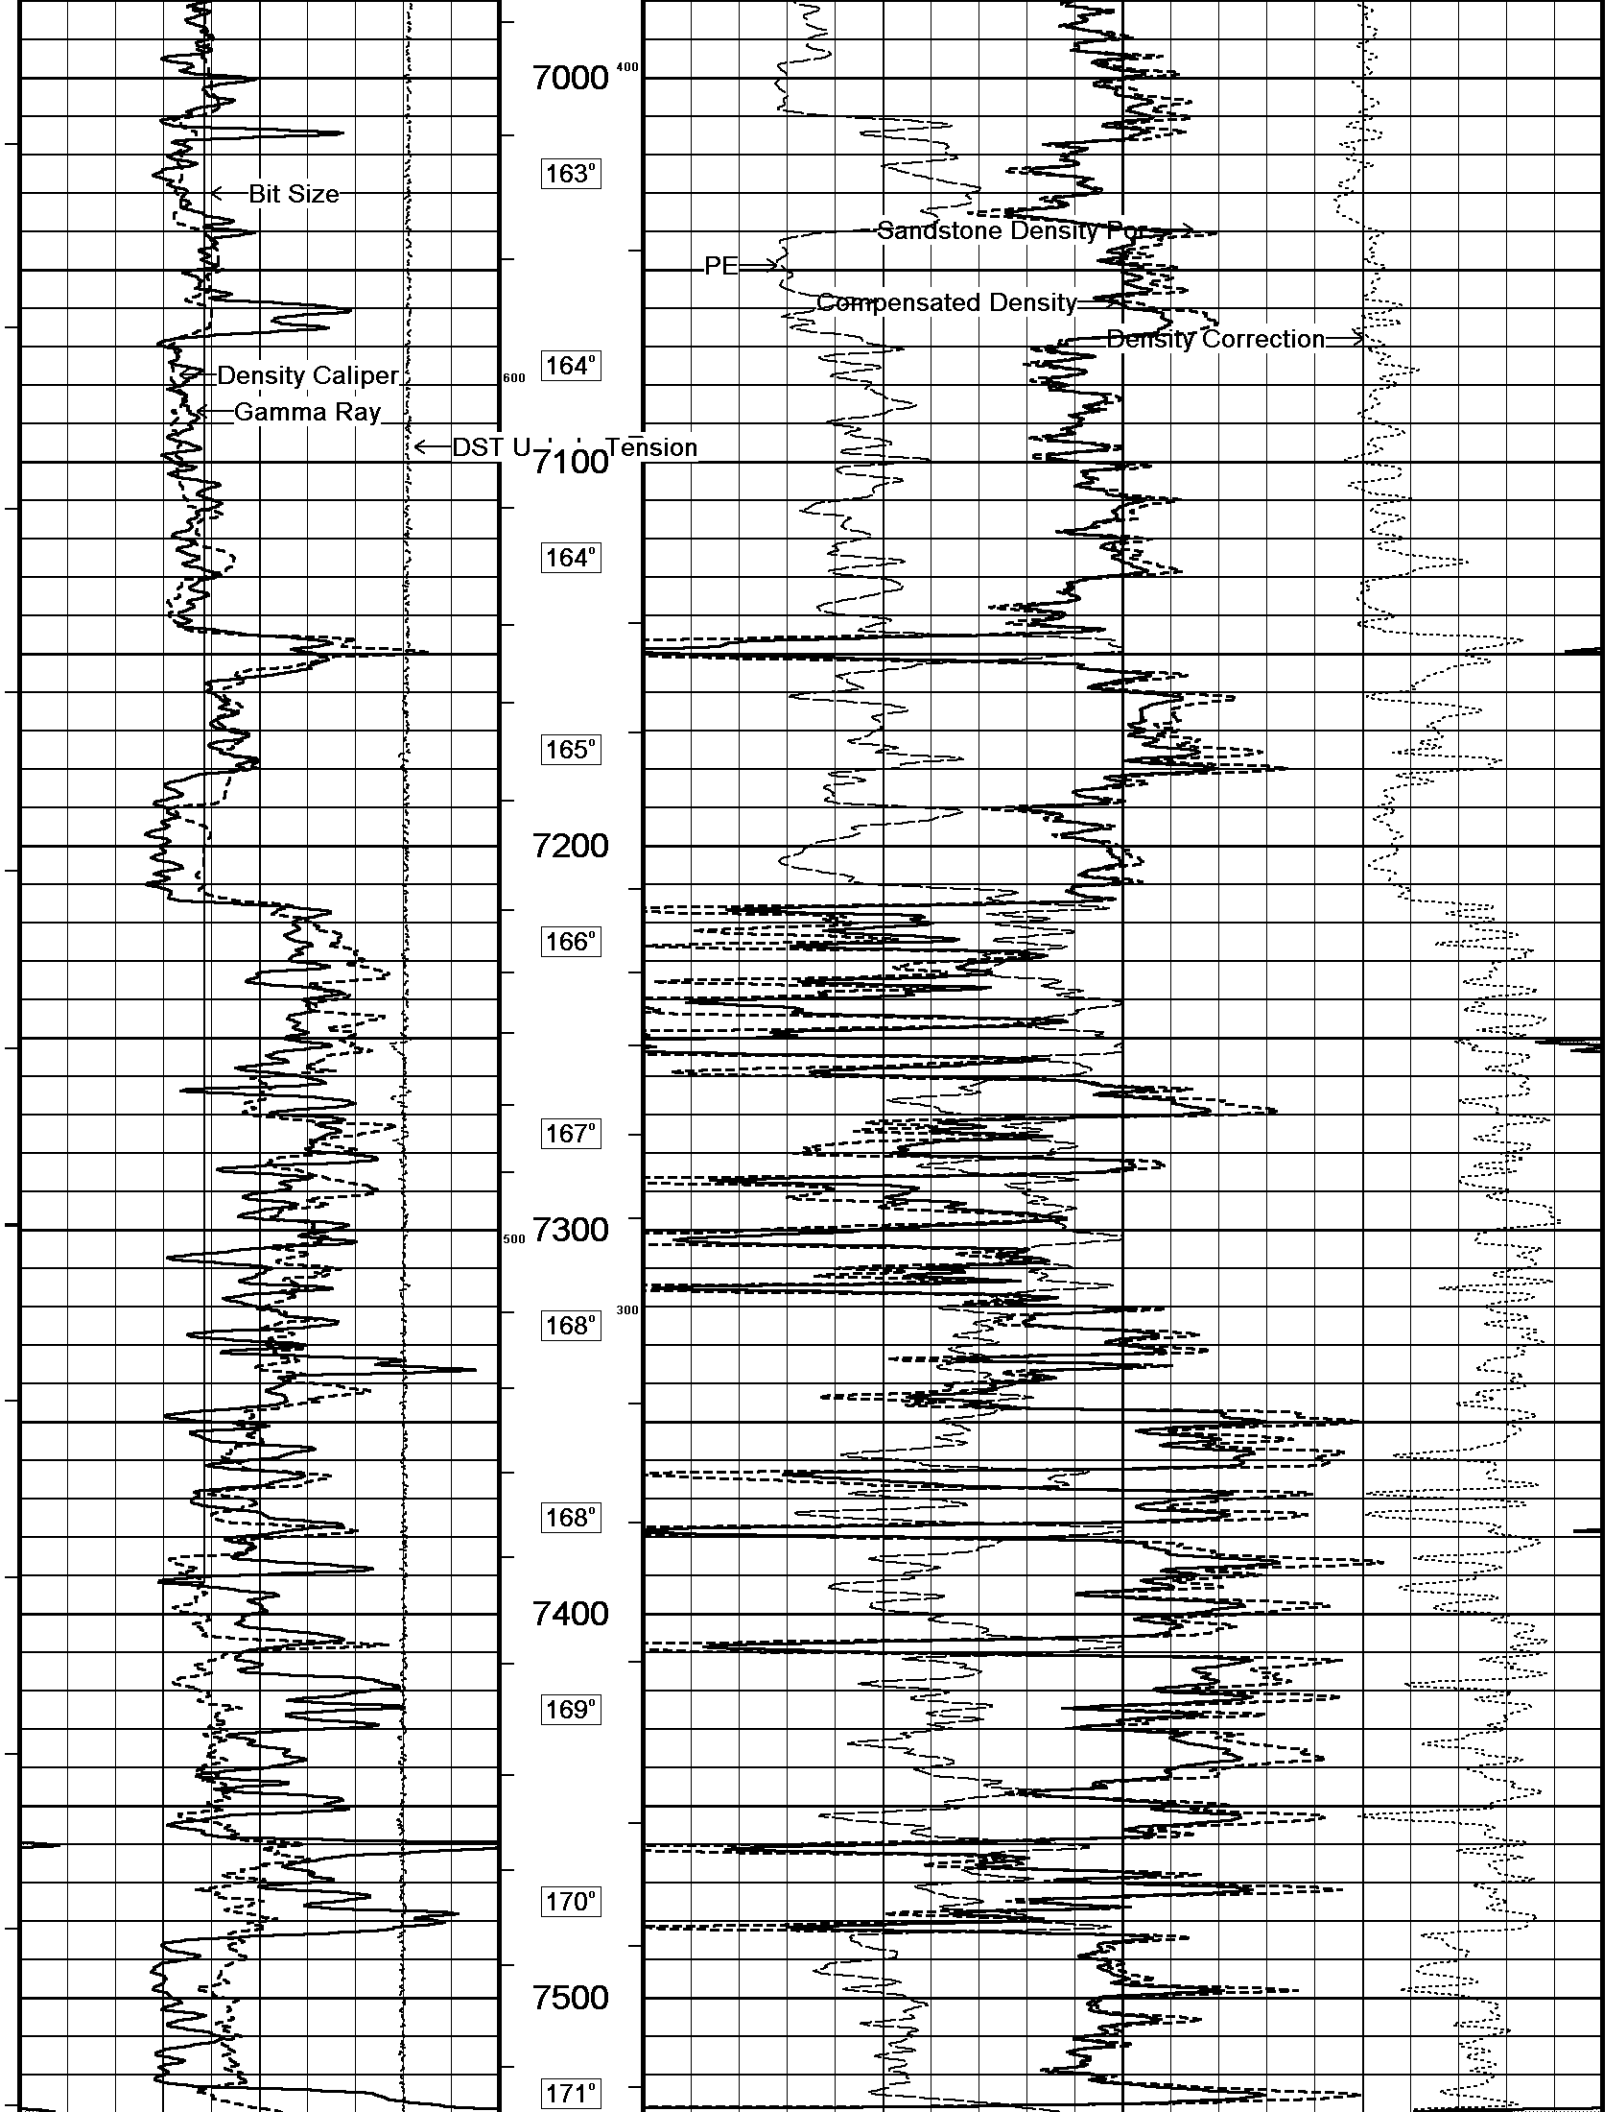 7000 400
163°
Bit Size
Sandstone Density Por
PE
Compensated Density
Density Correction
164°
Density Caliper
600
Gamma Ray
DST U Tension
7100
164°
165°
7200
166°
167°
7300
500
300
168°
168°
7400
169°
170°
7500
171°